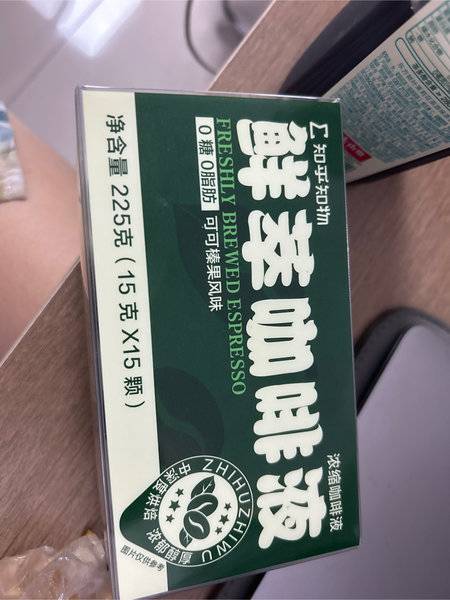 知乎知物
鲜萃咖啡液
浓缩咖啡液
FRESHLY BREWED ESPRESSO
0糖0脂肪 可可榛果风味
ZHIHUZHIWU
中深度烘焙 浓郁醇厚
图片仅供参考
净含量 225克(15克X15颗)